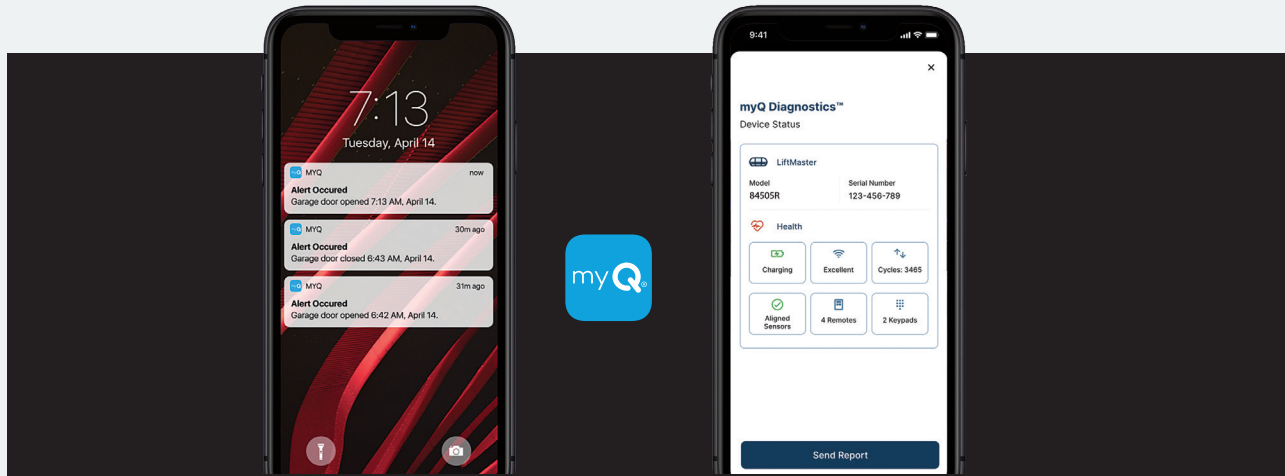 7:13
Tuesday, April 14
MYQ now
Alert Occured
Garage door opened 7:13 AM, April 14.
MYQ 30m ago
Alert Occured
Garage door closed 6:43 AM, April 14.
MYQ 31m ago
Alert Occured
Garage door opened 6:42 AM, April 14.
myQ®
9:41
myQ Diagnostics™
Device Status
LiftMaster
Model Serial Number
84505R 123-456-789
Health
Charging Excellent Cycles: 3465
Aligned
Sensors 4 Remotes 2 Keypads
Send Report